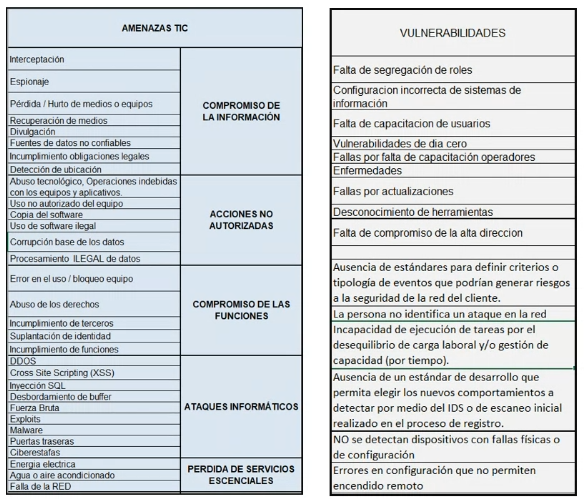 AMENAZAS TIC
Interceptación
Espionaje
Pérdida / Hurto de medios o equipos
Recuperación de medios
Divulgación
Fuentes de datos no confiables
Incumplimiento obligaciones legales
Detección de ubicación
COMPROMISO DE
LA INFORMACIÓN
Abuso tecnológico, Operaciones indebidas
con los equipos y aplicativos.
Uso no autorizado del equipo
Copia del software
Uso de software ilegal
Corrupción base de los datos
Procesamiento ILEGAL de datos
ACCIONES NO
AUTORIZADAS
Error en el uso / bloqueo equipo
Abuso de los derechos
Incumplimiento de terceros
Suplantación de identidad
Incumplimiento de funciones
COMPROMISO DE LAS
FUNCIONES
DDOS
Cross Site Scripting (XSS)
Inyección SQL
Desbordamiento de buffer
Fuerza Bruta
Exploits
Malware
Puertas traseras
Ciberestafas
ATAQUES INFORMÁTICOS
Energia electrica
Agua o aire acondicionado
Falla de la RED
PERDIDA DE SERVICIOS
ESCENCIALES
VULNERABILIDADES
Falta de segregación de roles
Configuracion incorrecta de sistemas de
información
Falta de capacitacion de usuarios
Vulnerabilidades de dia cero
Fallas por falta de capacitación operadores
Enfermedades
Fallas por actualizaciones
Desconocimiento de herramientas
Falta de compromiso de la alta direccion
Ausencia de estándares para definir criterios o
tipología de eventos que podrían generar riesgos
a la seguridad de la red del cliente.
La persona no identifica un ataque en la red
Incapacidad de ejecución de tareas por el
desequilibrio de carga laboral y/o gestión de
capacidad (por tiempo).
Ausencia de un estándar de desarrollo que
permita elegir los nuevos comportamientos a
detectar por medio del IDS o de escaneo inicial
realizado en el proceso de registro.
NO se detectan dispositivos con fallas físicas o
de configuración
Errores en configuración que no permiten
encendido remoto